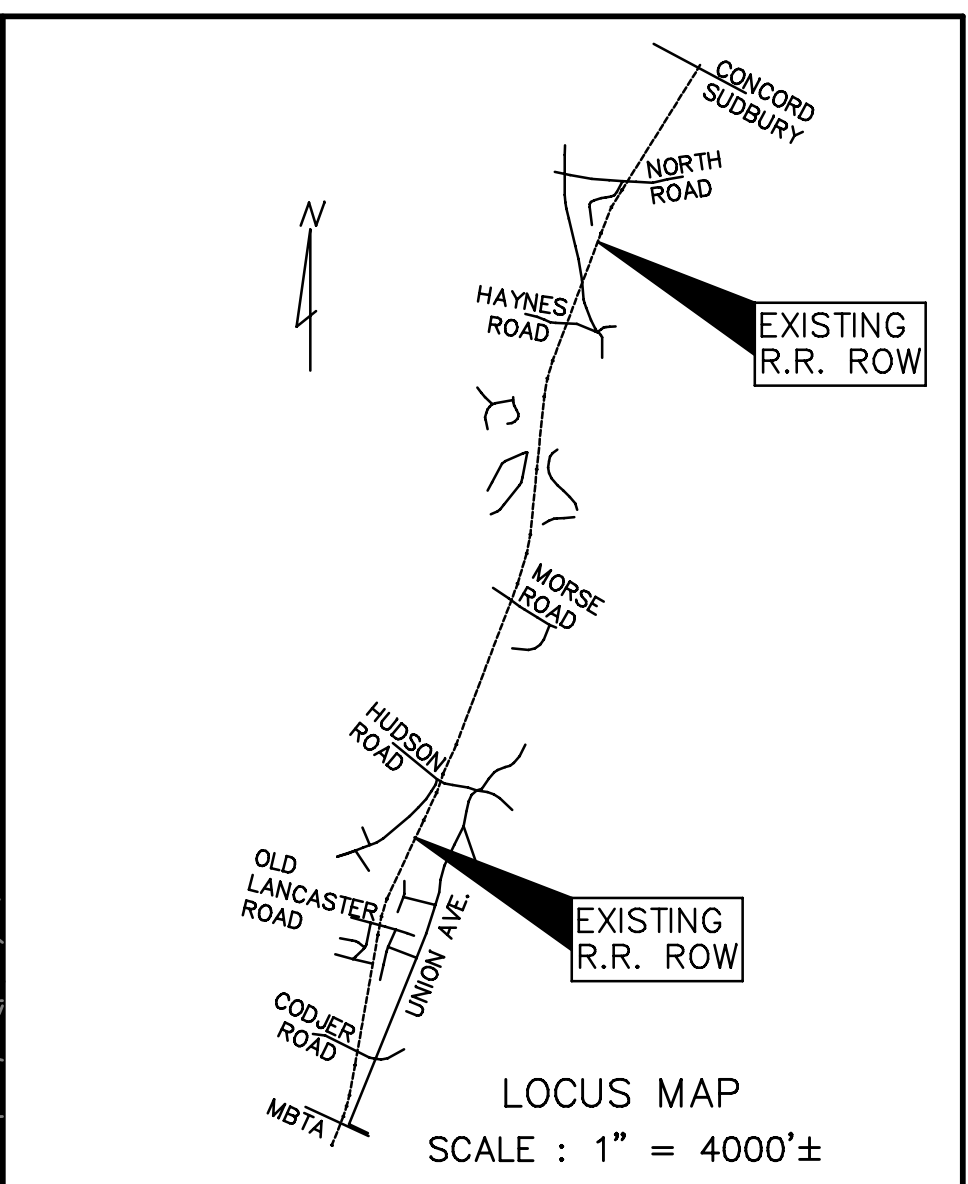 CONCORD
SUDBURY
NORTH
ROAD
N
HAYNES
ROAD
EXISTING
R.R. ROW
MORSE
ROAD
HUDSON
ROAD
OLD
LANCASTER
ROAD
UNION AVE.
EXISTING
R.R. ROW
CODJER
ROAD
MBTA
LOCUS MAP
SCALE : 1" = 4000'±